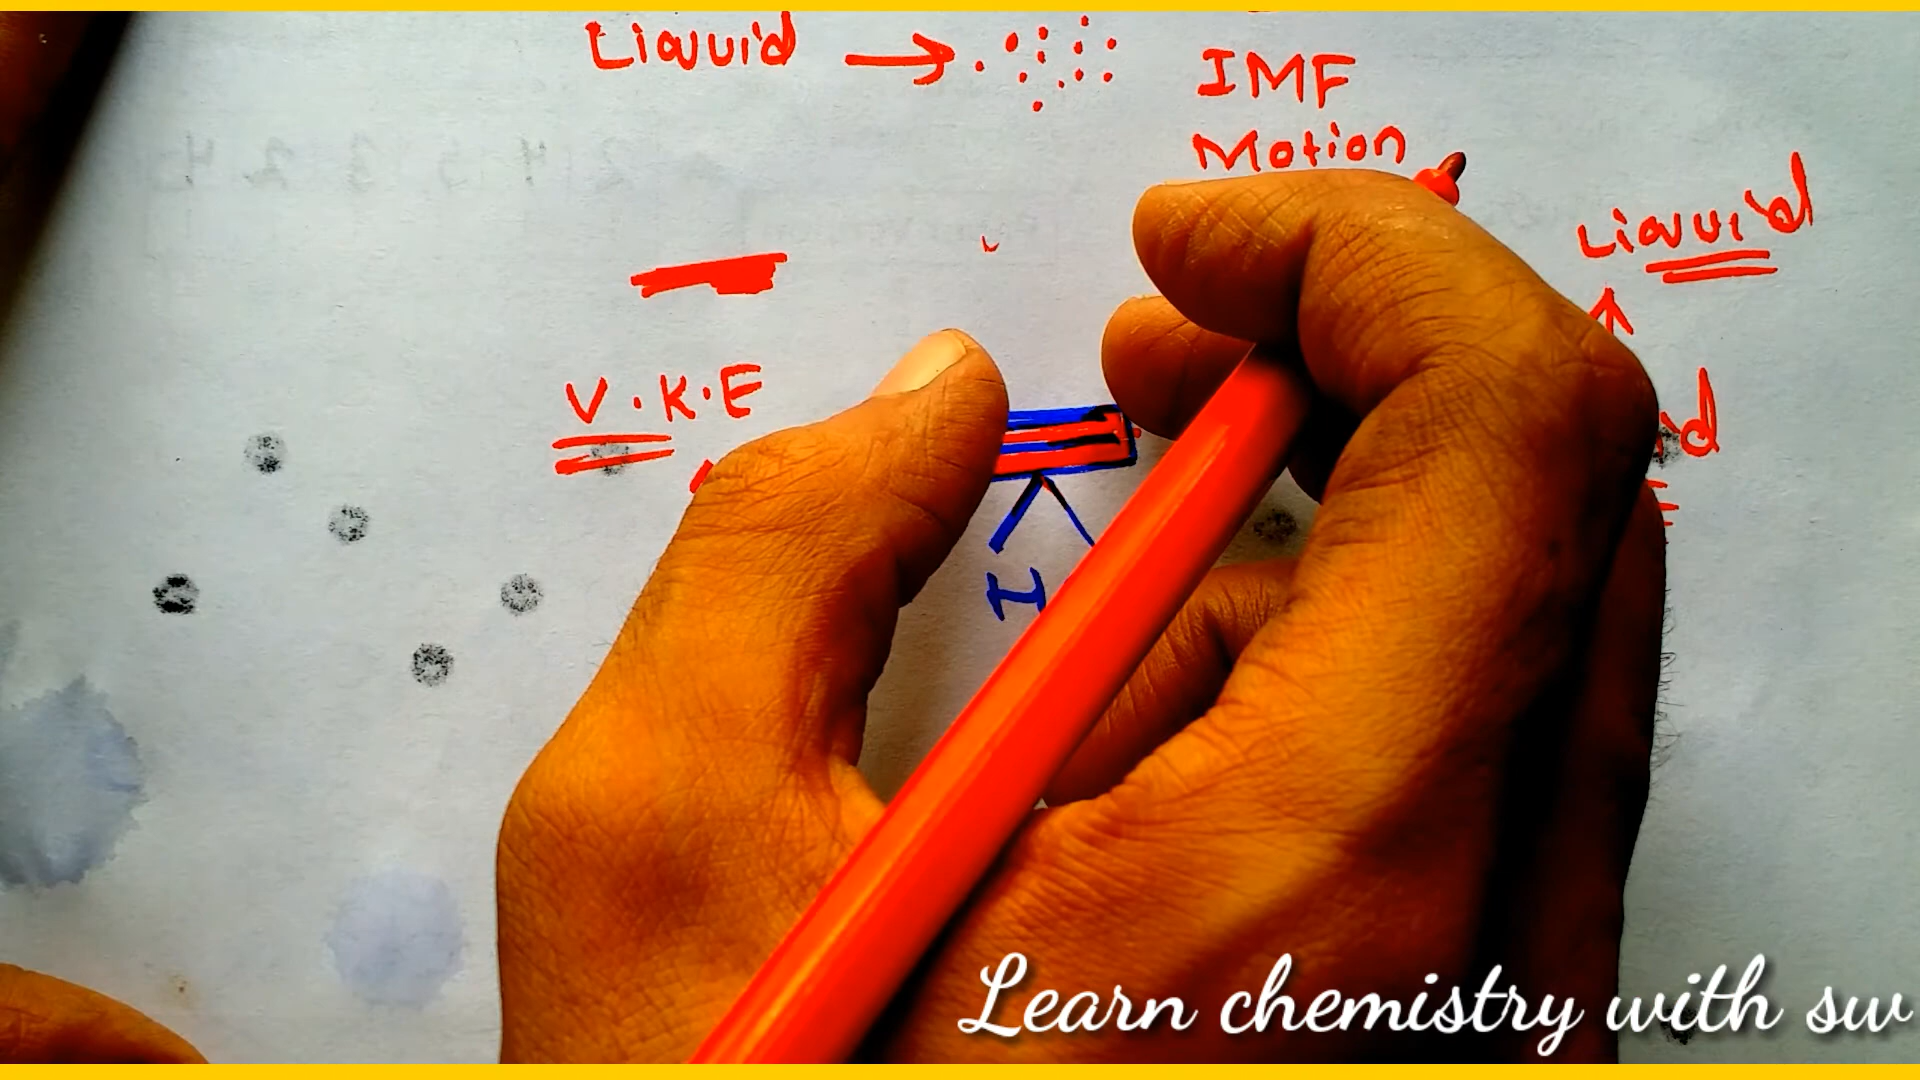 Liquid →
IMF
Motion
Liquid
V.K.E
H
Learn chemistry with sw